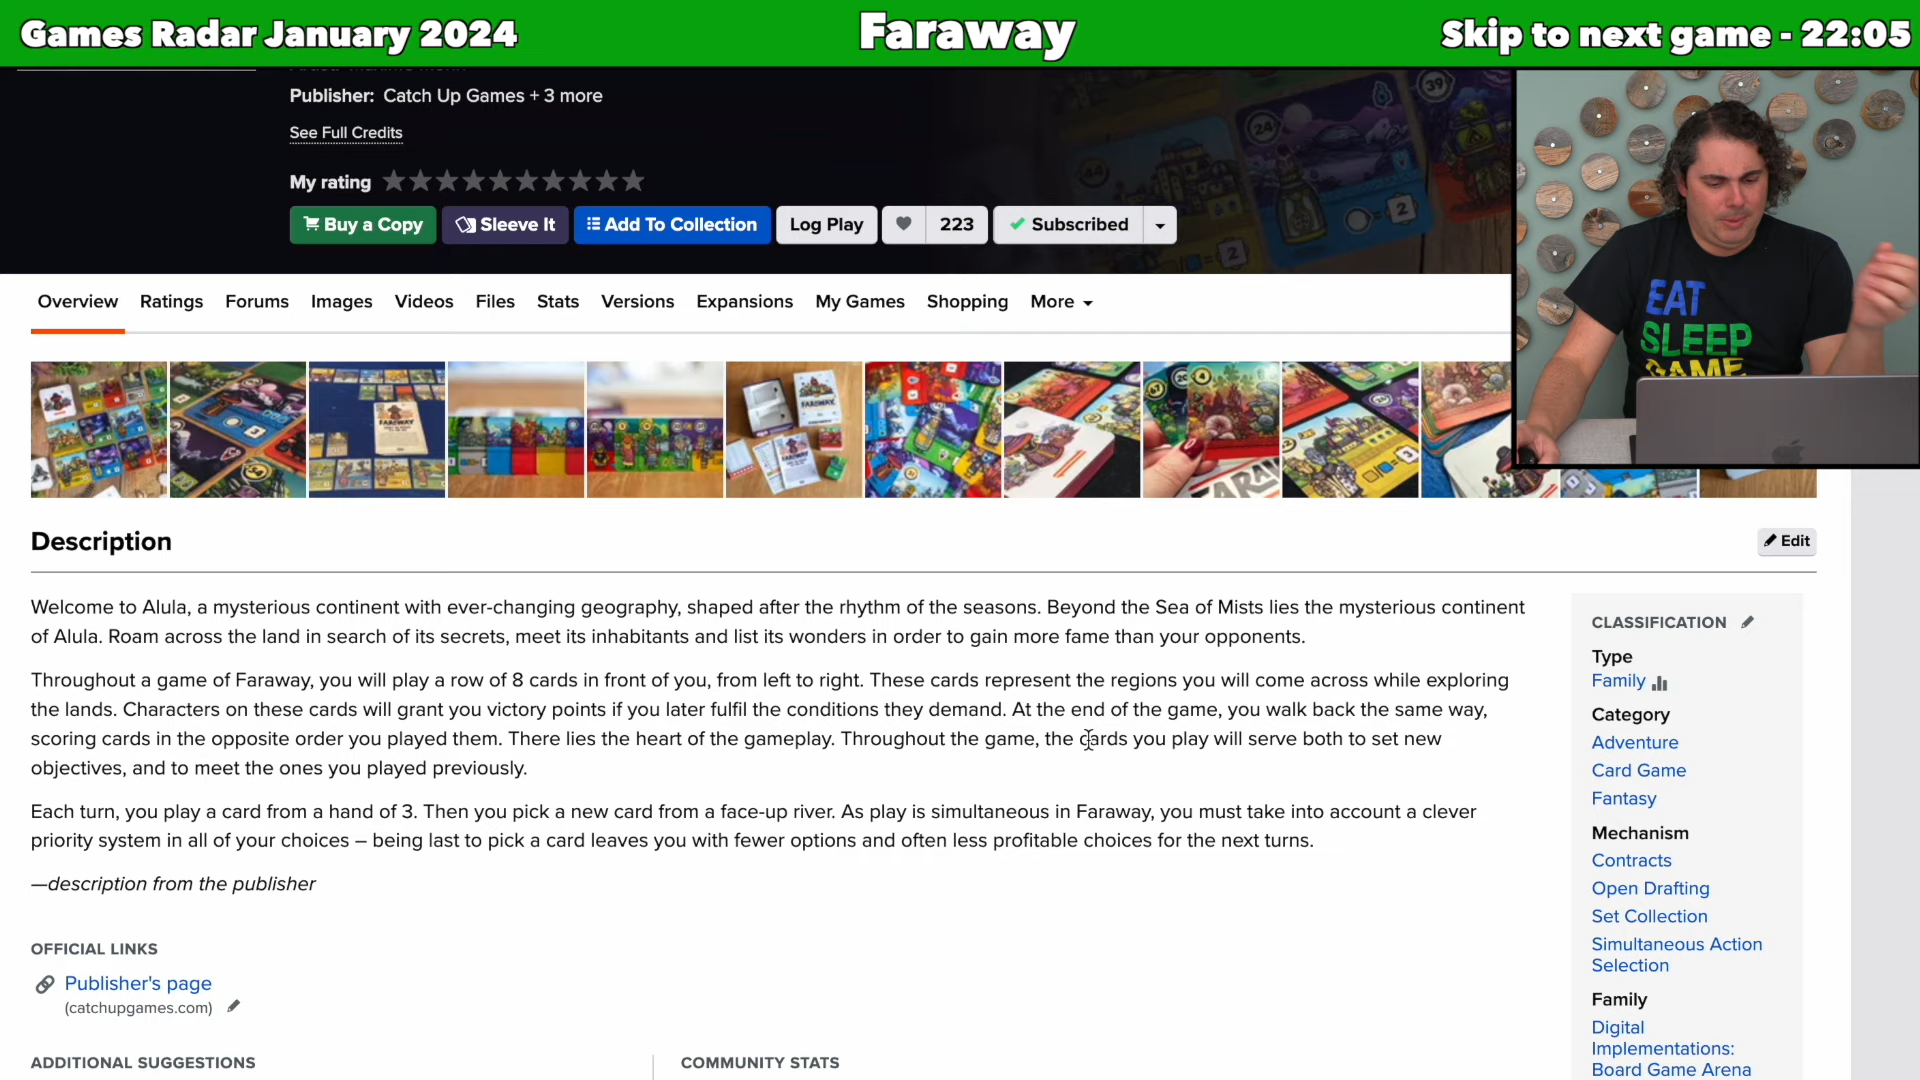 Games Radar January 2024
Faraway
Skip to next game - 22:05
Publisher: Catch Up Games + 3 more
See Full Credits
My rating
Buy a Copy
Sleeve It
Add To Collection
Log Play
223
Subscribed
Overview
Ratings
Forums
Images
Videos
Files
Stats
Versions
Expansions
My Games
Shopping
More
EAT
SLEEP
GAME
Description
Edit
Welcome to Alula, a mysterious continent with ever-changing geography, shaped after the rhythm of the seasons. Beyond the Sea of Mists lies the mysterious continent
of Alula. Roam across the land in search of its secrets, meet its inhabitants and list its wonders in order to gain more fame than your opponents.
Throughout a game of Faraway, you will play a row of 8 cards in front of you, from left to right. These cards represent the regions you will come across while exploring
the lands. Characters on these cards will grant you victory points if you later fulfil the conditions they demand. At the end of the game, you walk back the same way,
scoring cards in the opposite order you played them. There lies the heart of the gameplay. Throughout the game, the cards you play will serve both to set new
objectives, and to meet the ones you played previously.
Each turn, you play a card from a hand of 3. Then you pick a new card from a face-up river. As play is simultaneous in Faraway, you must take into account a clever
priority system in all of your choices – being last to pick a card leaves you with fewer options and often less profitable choices for the next turns.
—description from the publisher
OFFICIAL LINKS
Publisher's page
(catchupgames.com)
ADDITIONAL SUGGESTIONS
COMMUNITY STATS
CLASSIFICATION
Type
Family
Category
Adventure
Card Game
Fantasy
Mechanism
Contracts
Open Drafting
Set Collection
Simultaneous Action
Selection
Family
Digital
Implementations:
Board Game Arena